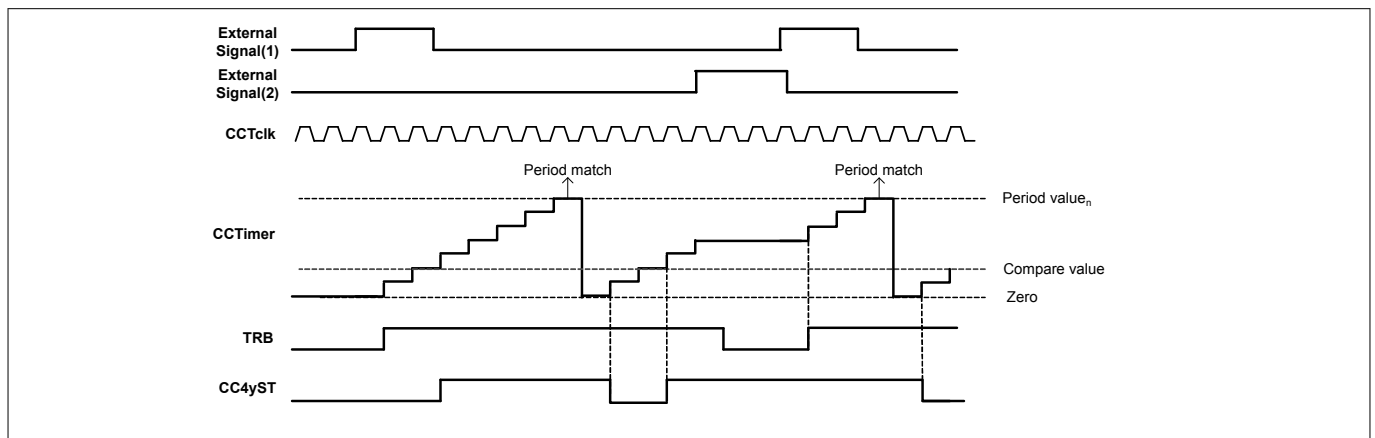 External
Signal(1)
External
Signal(2)
CCTclk
Period match
Period match
Period valueₙ
CCTimer
Compare value
Zero
TRB
CC4yST